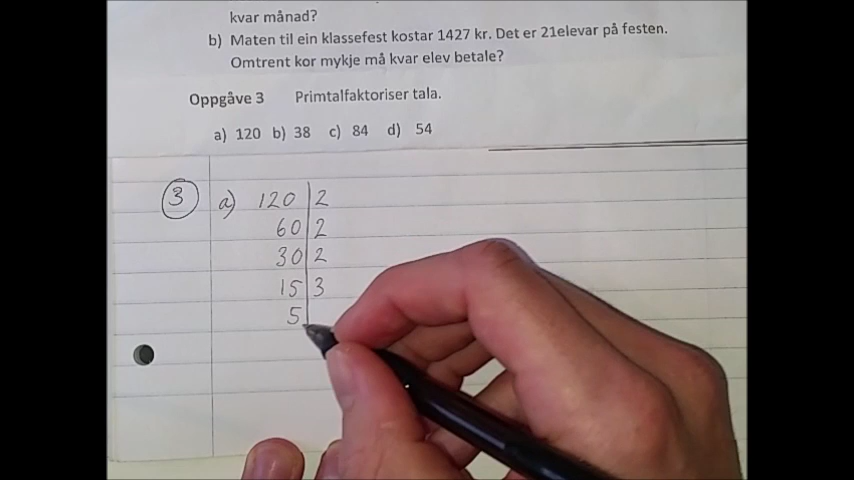 kvar månad?
b) Maten til ein klassefest kostar 1427 kr. Det er 21elevar på festen.
Omtrent kor mykje må kvar elev betale?
Oppgåve 3 Primtalfaktoriser tala.
a) 120 b) 38 c) 84 d) 54
3 a) 120 | 2
60 | 2
30 | 2
15 | 3
5 |